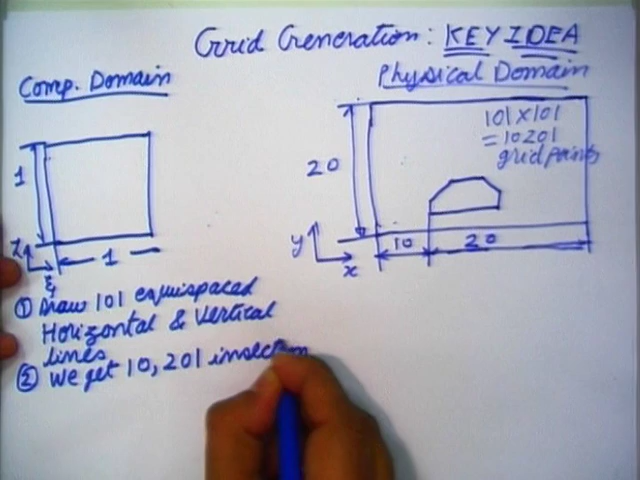 Grid Generation: KEY IDEA
Comp. Domain
Physical Domain
101 x 101
= 10201
grid points
1
20
1
ξ
y
x
10
20
① Draw 101 equispaced
Horizontal & Vertical
lines
② We get 10, 201 insection